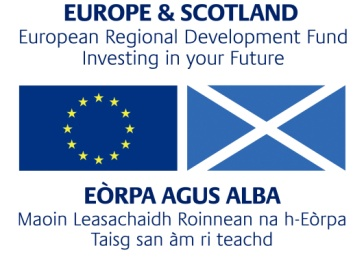 EUROPE & SCOTLAND
European Regional Development Fund
Investing in your Future
EÒRPA AGUS ALBA
Maoin Leasachaidh Roinnean na h-Eòrpa
Taisg san àm ri teachd